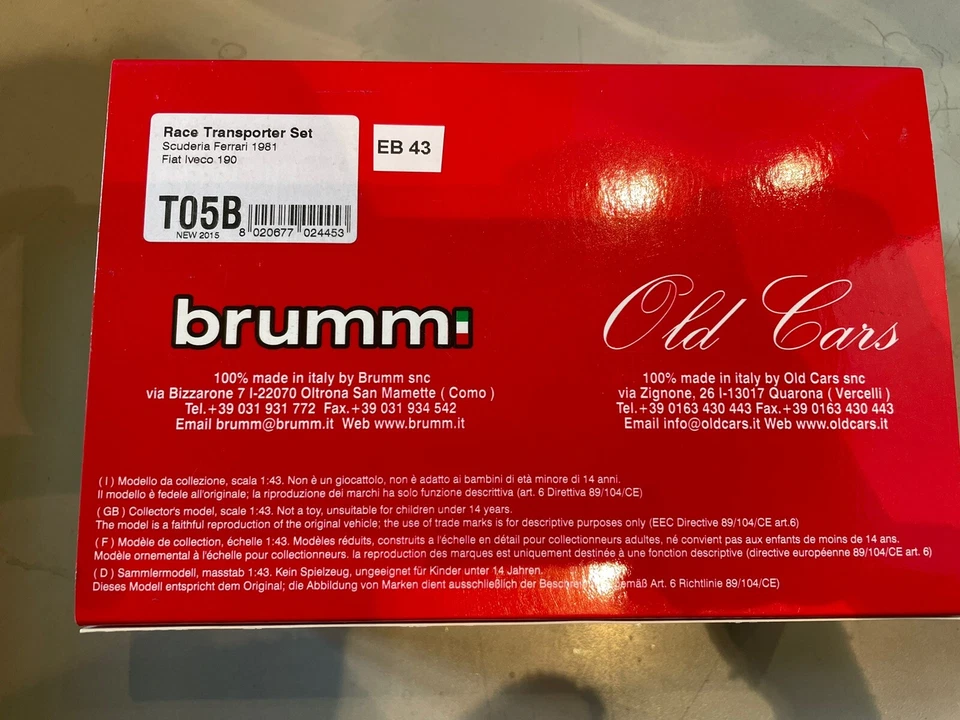 Race Transporter Set
Scuderia Ferrari 1981
Fiat Iveco 190
T05B
NEW 2015
8 020677 024453
EB 43
brumm
100% made in italy by Brumm snc
via Bizzarone 7 I-22070 Oltrona San Mamette ( Como )
Tel.+39 031 931 772 Fax.+39 031 934 542
Email brumm@brumm.it Web www.brumm.it
Old Cars
100% made in italy by Old Cars snc
via Zignone, 26 I-13017 Quarona ( Vercelli )
Tel.+39 0163 430 443 Fax.+39 0163 430 443
Email info@oldcars.it Web www.oldcars.it
( I ) Modello da collezione, scala 1:43. Non è un giocattolo, non è adatto ai bambini di età minore di 14 anni.
Il modello è fedele all'originale; la riproduzione dei marchi ha solo funzione descrittiva (art. 6 Direttiva 89/104/CE)
( GB ) Collector's model, scale 1:43. Not a toy, unsuitable for children under 14 years.
The model is a faithful reproduction of the original vehicle; the use of trade marks is for descriptive purposes only (EEC Directive 89/104/CE art.6)
( F ) Modèle de collection, échelle 1:43. Modèles réduits, construits a l'échelle en détail pour collectionneurs adultes, né convient pas aux enfants de moins de 14 ans.
Modèle ornemental à l'échelle pour collectionneurs. la reproduction des marques est uniquement destinée à une fonction descriptive (directive européenne 89/104/CE art. 6)
( D ) Sammlermodell, masstab 1:43. Kein Spielzeug, ungeeignet für Kinder unter 14 Jahren.
Dieses Modell entspricht dem Original; die Abbildung von Marken dient ausschließlich der gemäß Art. 6 Richtlinie 89/104/CE)